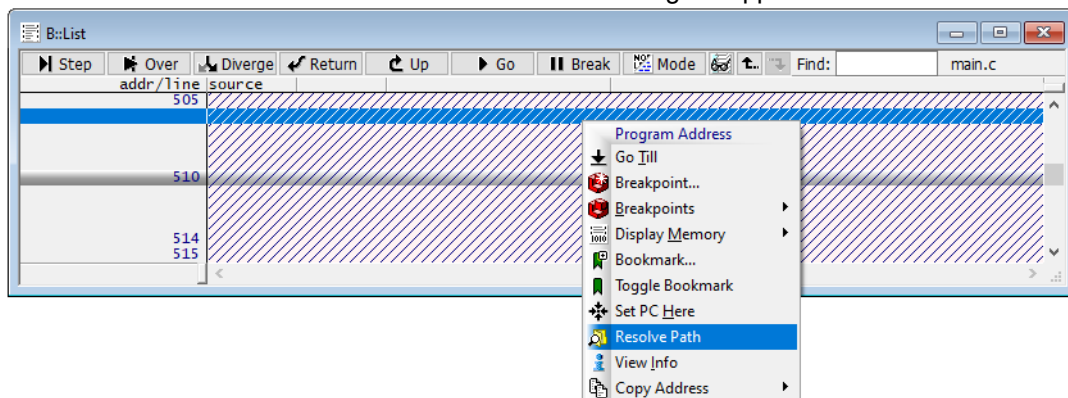 B::List
Step Over Diverge Return Up Go Break Mode t.. Find: main.c
addr/line source
505
510
514
515
Program Address
Go Till
Breakpoint...
Breakpoints
Display Memory
Bookmark...
Toggle Bookmark
Set PC Here
Resolve Path
View Info
Copy Address